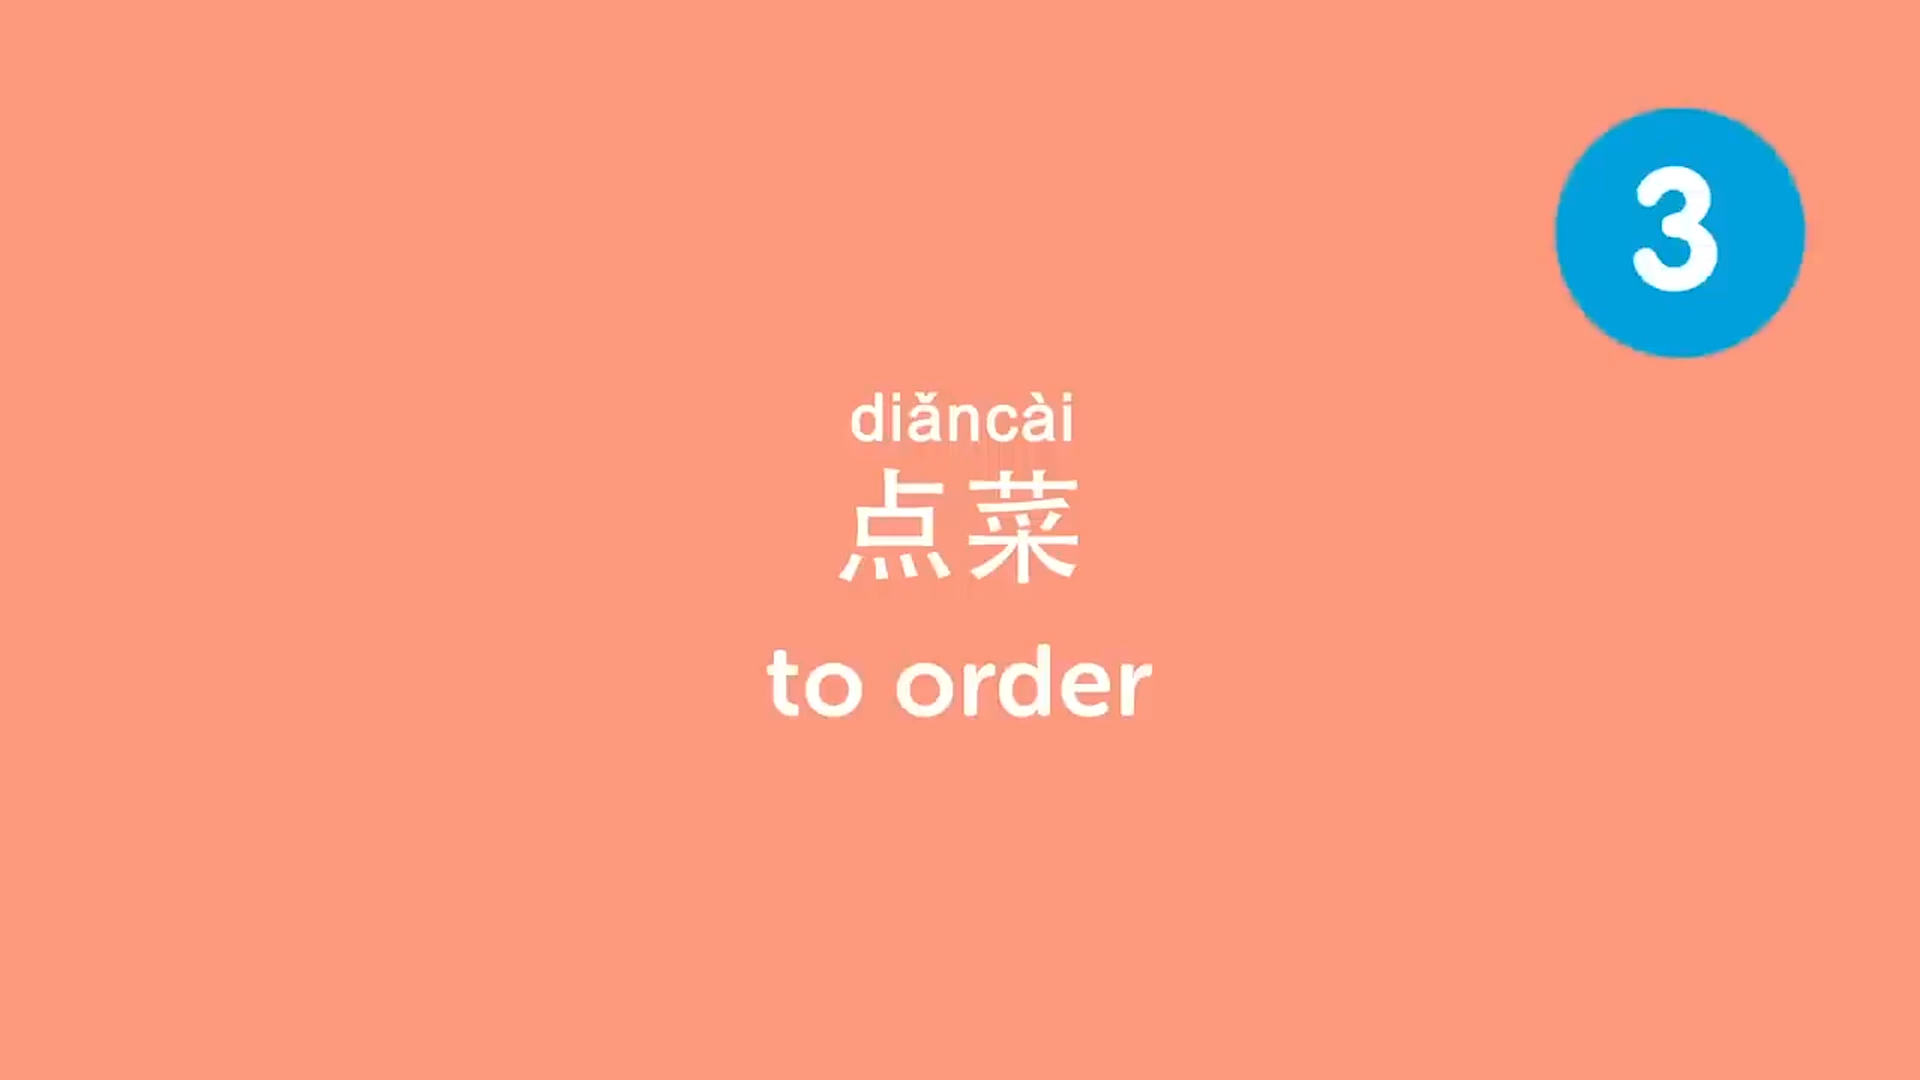 3
diǎncài
点菜
to order